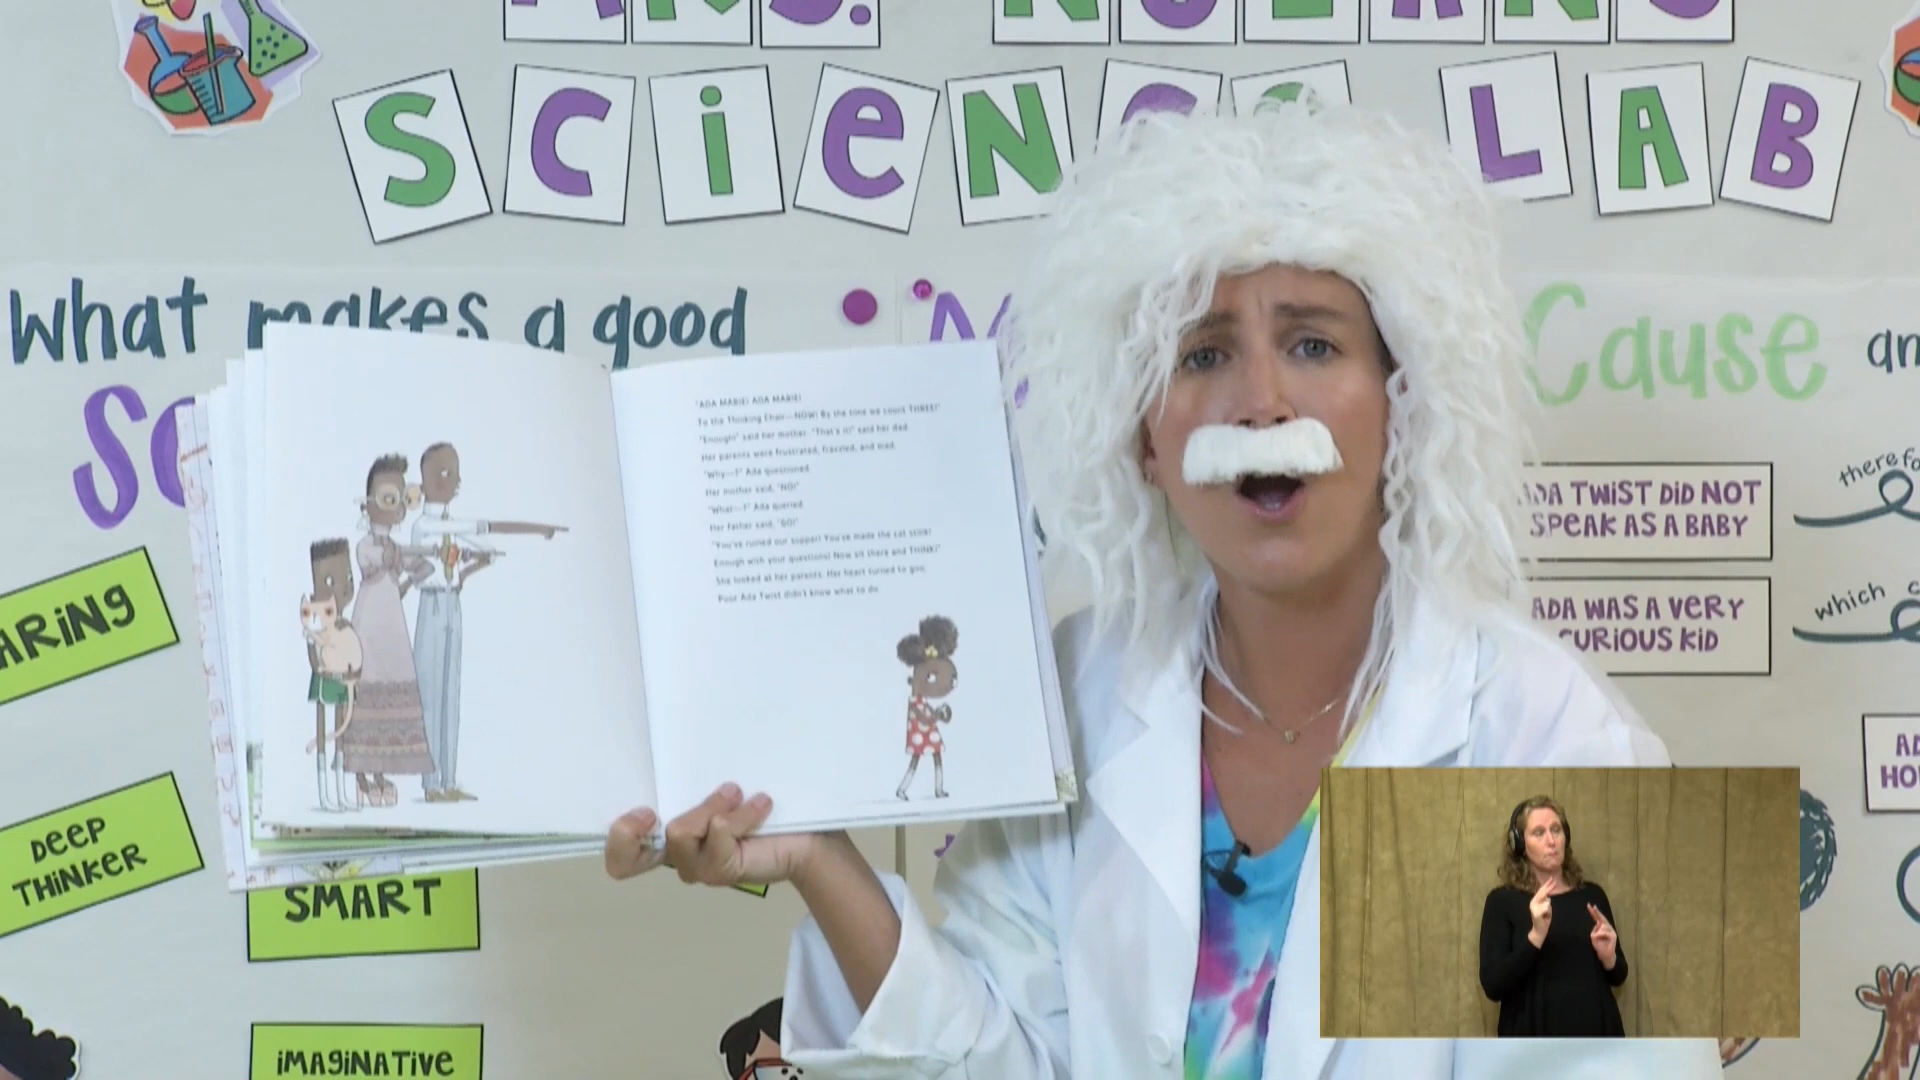 SCIENC LAB
what makes a good
Cause an
"ADA MARIE! ADA MARIE!
To the Thinking Chair—NOW! By the time we count THREE!"
"Enough!" said her mother. "That's it!" said her dad.
Her parents were frustrated, frazzled, and mad.
"Why—?" Ada questioned.
Her mother said, "NO!"
"What—?" Ada queried.
Her father said, "GO!"
"You've ruined our supper! You've made the cat stink!
Enough with your questions! Now sit there and THINK!"
She looked at her parents. Her heart turned to goo.
Poor Ada Twist didn't know what to do.
ADA TWIST DID NOT
SPEAK AS A BABY
therefo
ADA WAS A VERY
CURIOUS KID
which c
ARING
DEEP
THINKER
SMART
IMAGINATIVE
AD
HO